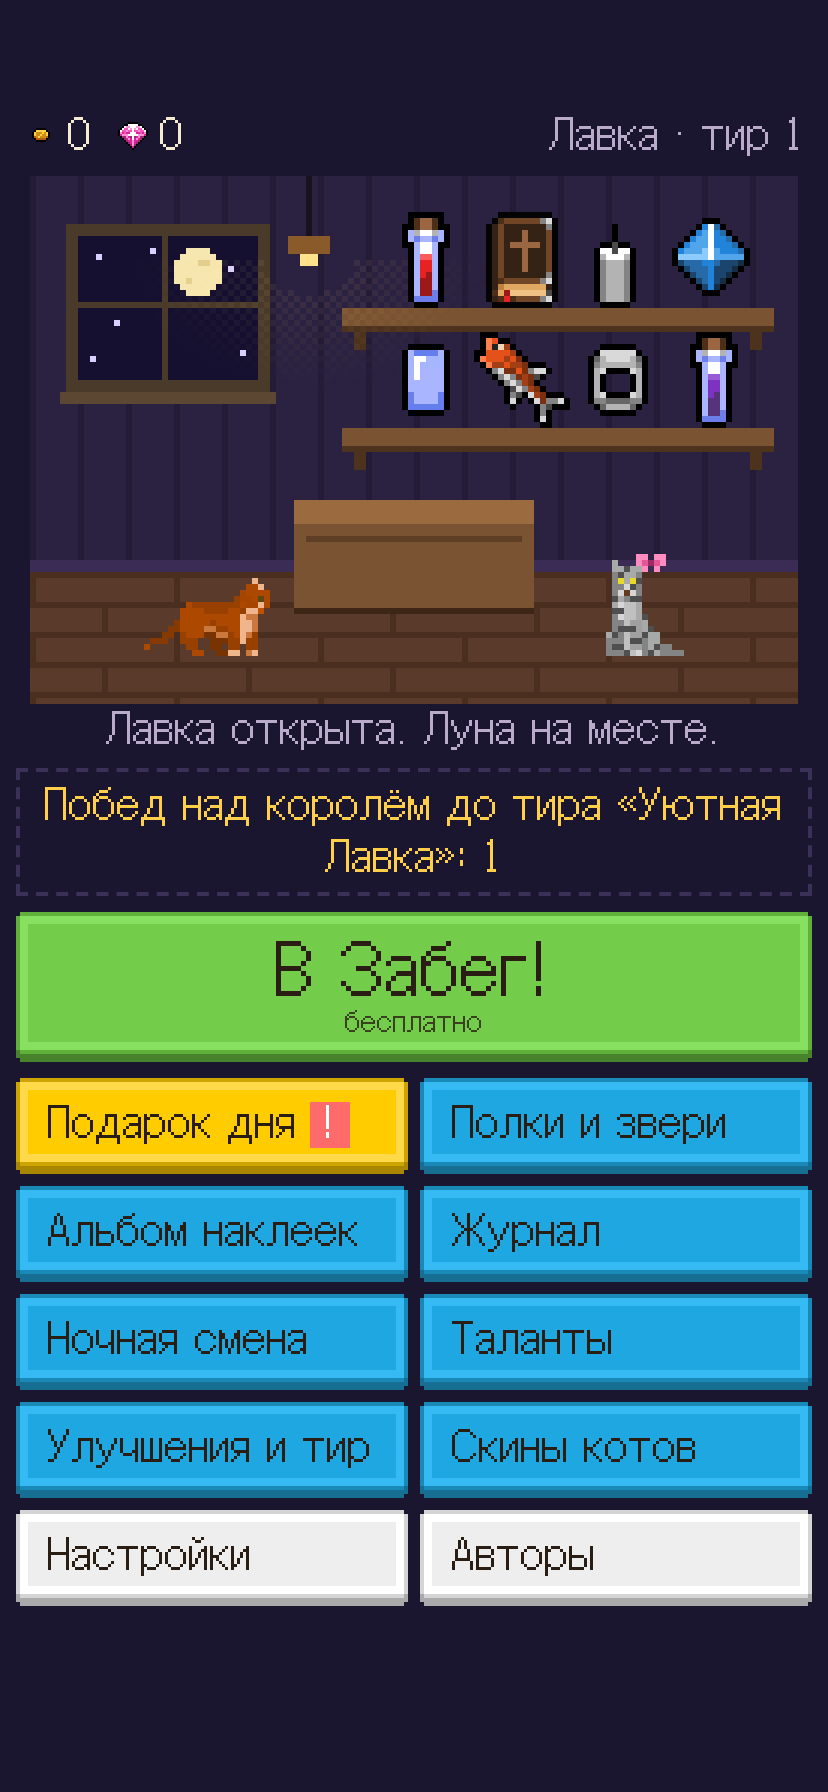 0 0 Лавка · тир 1
Лавка открыта. Луна на месте.
Побед над королём до тира «Уютная
Лавка»: 1
В Забег!
бесплатно
Подарок дня ! Полки и звери
Альбом наклеек Журнал
Ночная смена Таланты
Улучшения и тир Скины котов
Настройки Авторы